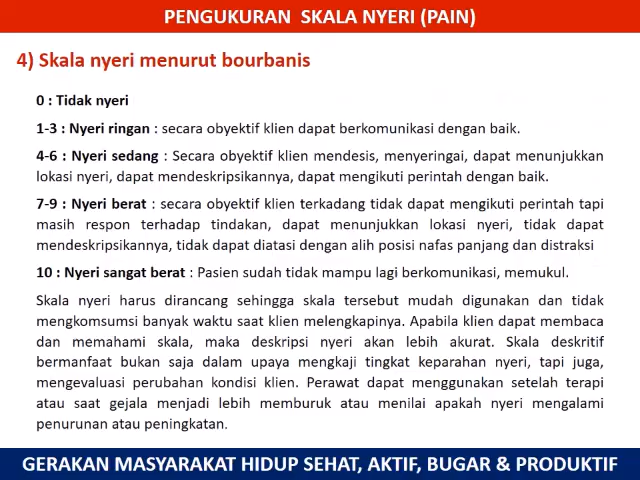 PENGUKURAN SKALA NYERI (PAIN)
4) Skala nyeri menurut bourbanis
0 : Tidak nyeri
1-3 : Nyeri ringan : secara obyektif klien dapat berkomunikasi dengan baik.
4-6 : Nyeri sedang : Secara obyektif klien mendesis, menyeringai, dapat menunjukkan
lokasi nyeri, dapat mendeskripsikannya, dapat mengikuti perintah dengan baik.
7-9 : Nyeri berat : secara obyektif klien terkadang tidak dapat mengikuti perintah tapi
masih respon terhadap tindakan, dapat menunjukkan lokasi nyeri, tidak dapat
mendeskripsikannya, tidak dapat diatasi dengan alih posisi nafas panjang dan distraksi
10 : Nyeri sangat berat : Pasien sudah tidak mampu lagi berkomunikasi, memukul.
Skala nyeri harus dirancang sehingga skala tersebut mudah digunakan dan tidak
mengkomsumsi banyak waktu saat klien melengkapinya. Apabila klien dapat membaca
dan memahami skala, maka deskripsi nyeri akan lebih akurat. Skala deskritif
bermanfaat bukan saja dalam upaya mengkaji tingkat keparahan nyeri, tapi juga,
mengevaluasi perubahan kondisi klien. Perawat dapat menggunakan setelah terapi
atau saat gejala menjadi lebih memburuk atau menilai apakah nyeri mengalami
penurunan atau peningkatan.
GERAKAN MASYARAKAT HIDUP SEHAT, AKTIF, BUGAR & PRODUKTIF